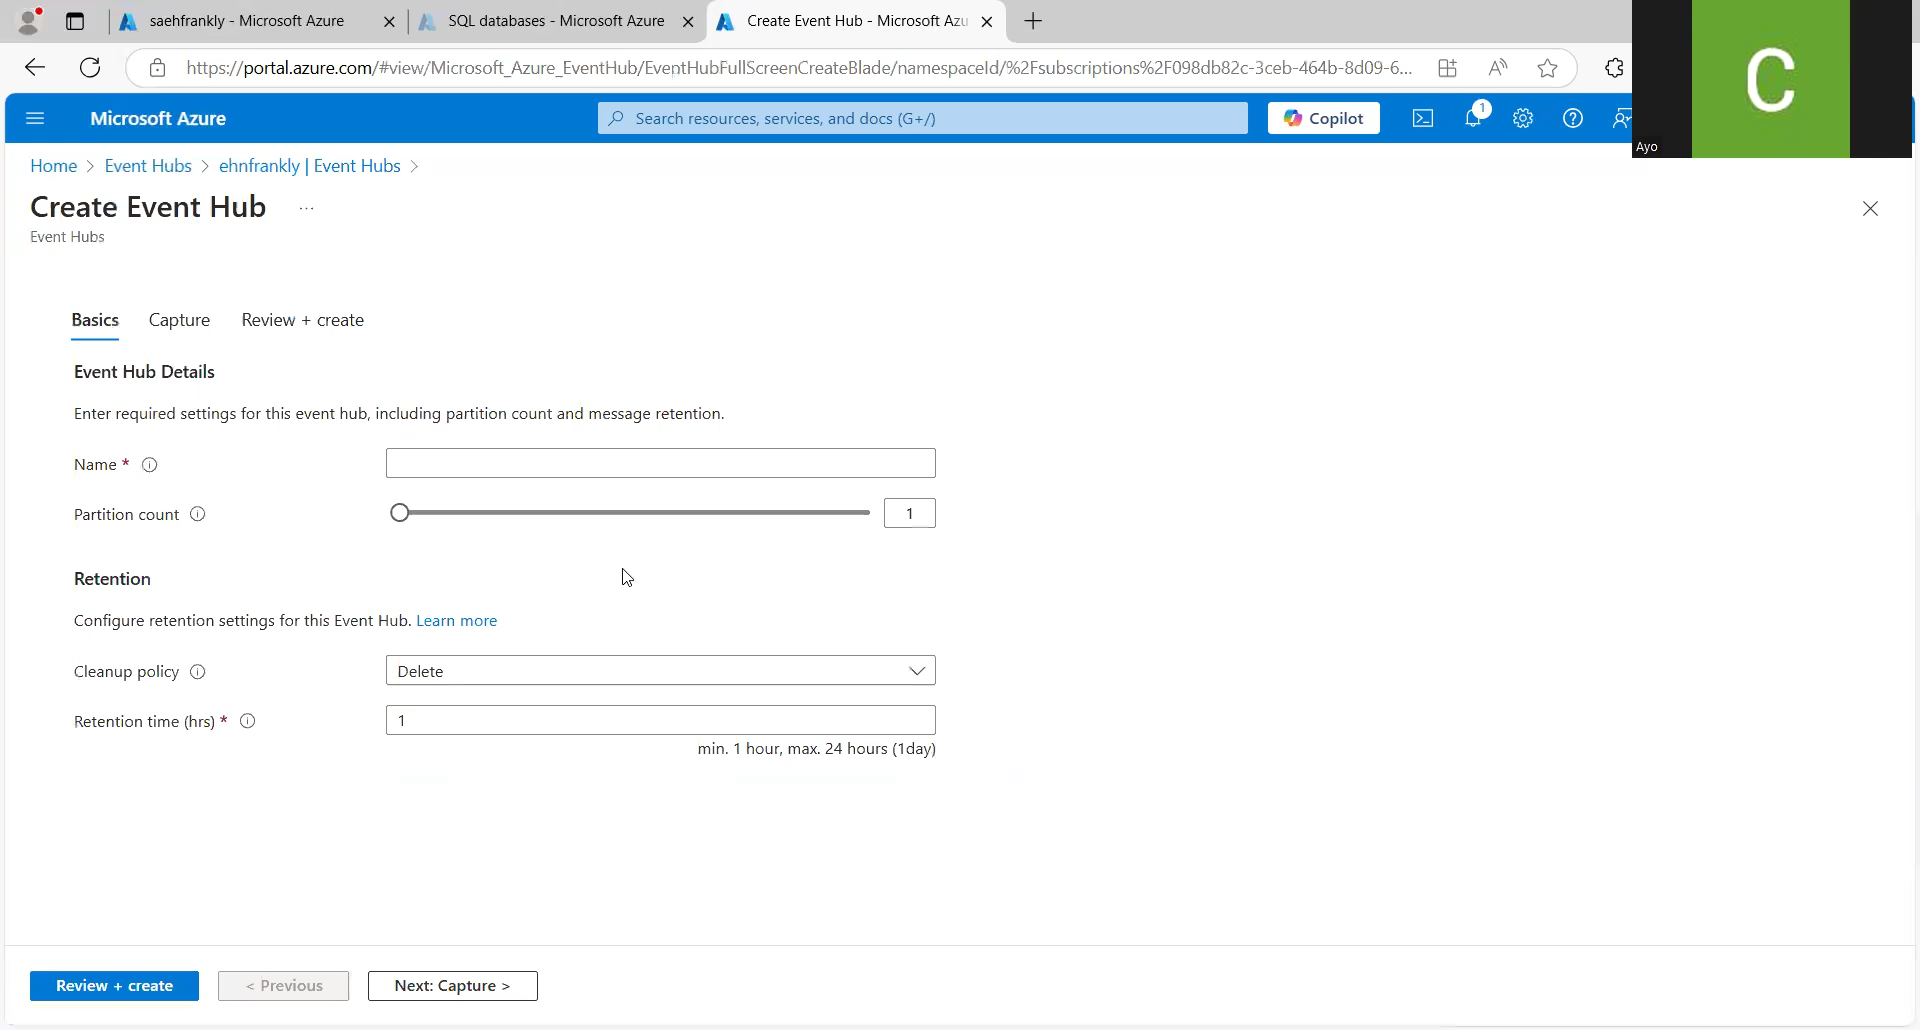 saehfrankly - Microsoft Azure
SQL databases - Microsoft Azure
Create Event Hub - Microsoft Azu
https://portal.azure.com/#view/Microsoft_Azure_EventHub/EventHubFullScreenCreateBlade/namespaceId/%2Fsubscriptions%2F098db82c-3ceb-464b-8d09-6...
Microsoft Azure
Search resources, services, and docs (G+/)
Copilot
1
C
Ayo
Home > Event Hubs > ehnfrankly | Event Hubs >
Create Event Hub ...
Event Hubs
Basics Capture Review + create
Event Hub Details
Enter required settings for this event hub, including partition count and message retention.
Name *
Partition count 1
Retention
Configure retention settings for this Event Hub. Learn more
Cleanup policy Delete
Retention time (hrs) * 1
min. 1 hour, max. 24 hours (1day)
Review + create < Previous Next: Capture >